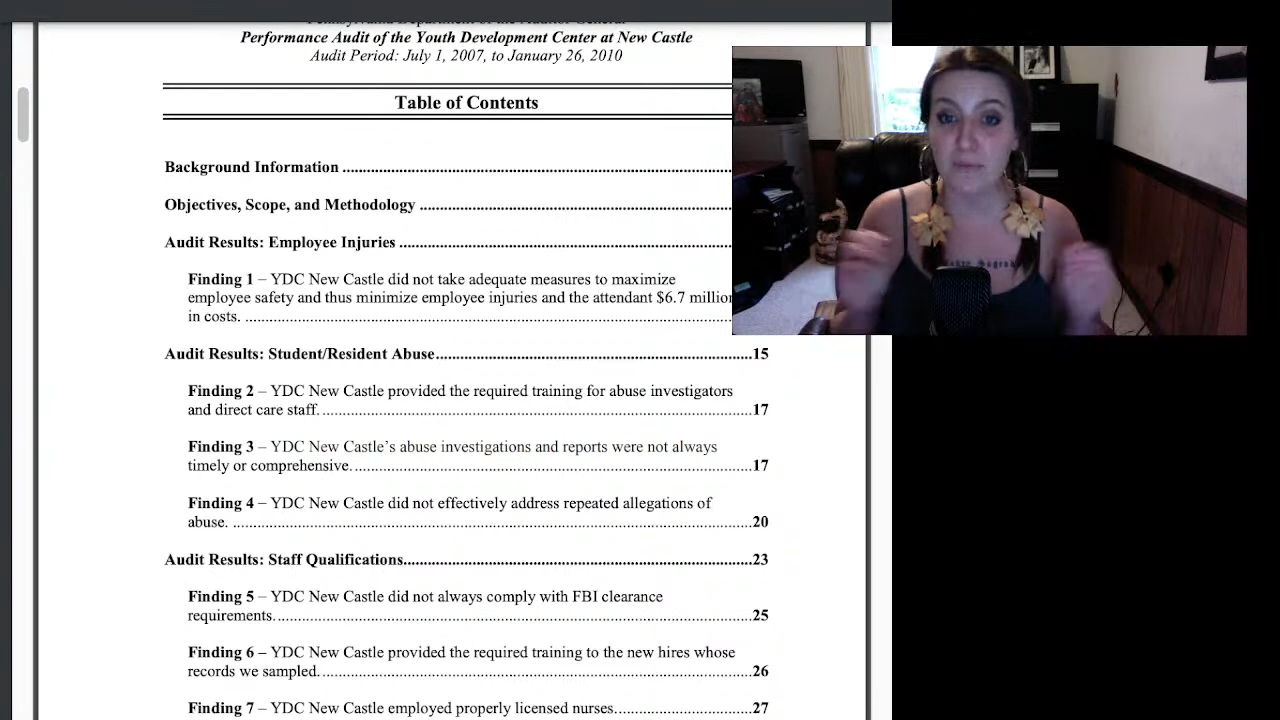 Pennsylvania Department of the Auditor General
Performance Audit of the Youth Development Center at New Castle
Audit Period: July 1, 2007, to January 26, 2010
Table of Contents
Background Information
Objectives, Scope, and Methodology
Audit Results: Employee Injuries
Finding 1 – YDC New Castle did not take adequate measures to maximize
employee safety and thus minimize employee injuries and the attendant $6.7 million
in costs.
Audit Results: Student/Resident Abuse 15
Finding 2 – YDC New Castle provided the required training for abuse investigators
and direct care staff. 17
Finding 3 – YDC New Castle's abuse investigations and reports were not always
timely or comprehensive. 17
Finding 4 – YDC New Castle did not effectively address repeated allegations of
abuse. 20
Audit Results: Staff Qualifications 23
Finding 5 – YDC New Castle did not always comply with FBI clearance
requirements. 25
Finding 6 – YDC New Castle provided the required training to the new hires whose
records we sampled. 26
Finding 7 – YDC New Castle employed properly licensed nurses. 27